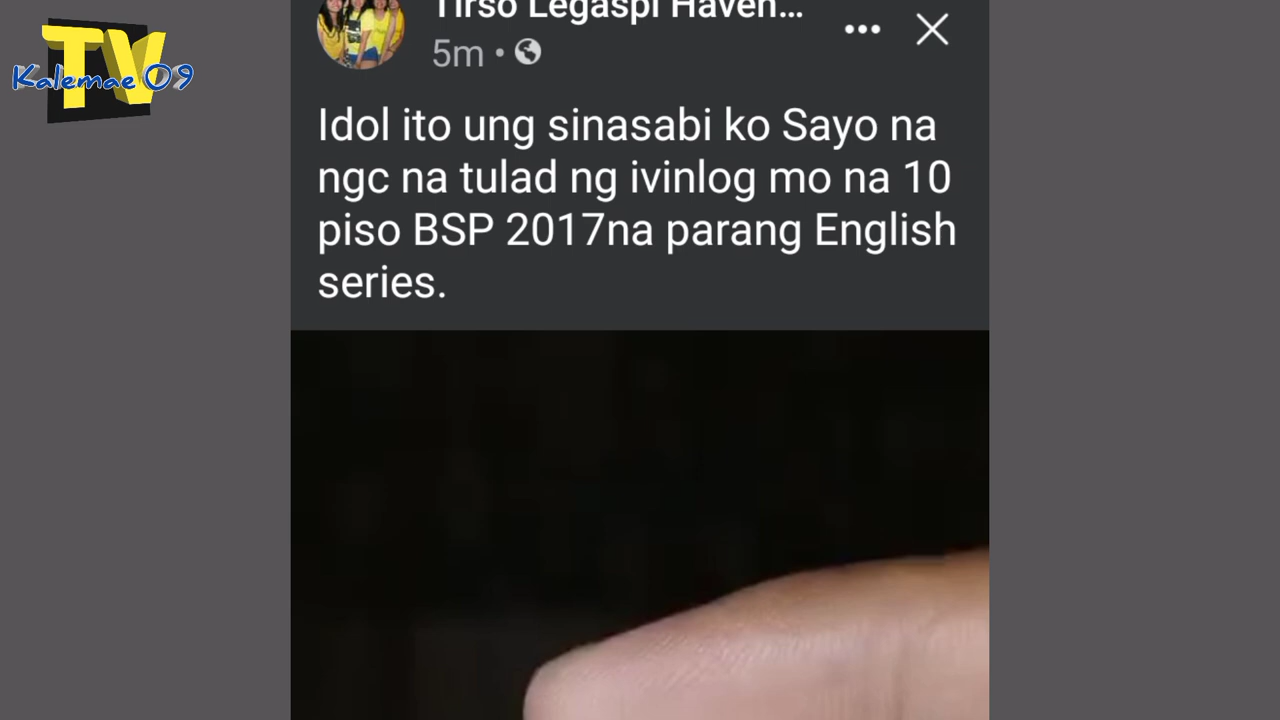 TV
Kalemae 09
Tirso Legaspi Haven...
5m
Idol ito ung sinasabi ko Sayo na
ngc na tulad ng ivinlog mo na 10
piso BSP 2017na parang English
series.